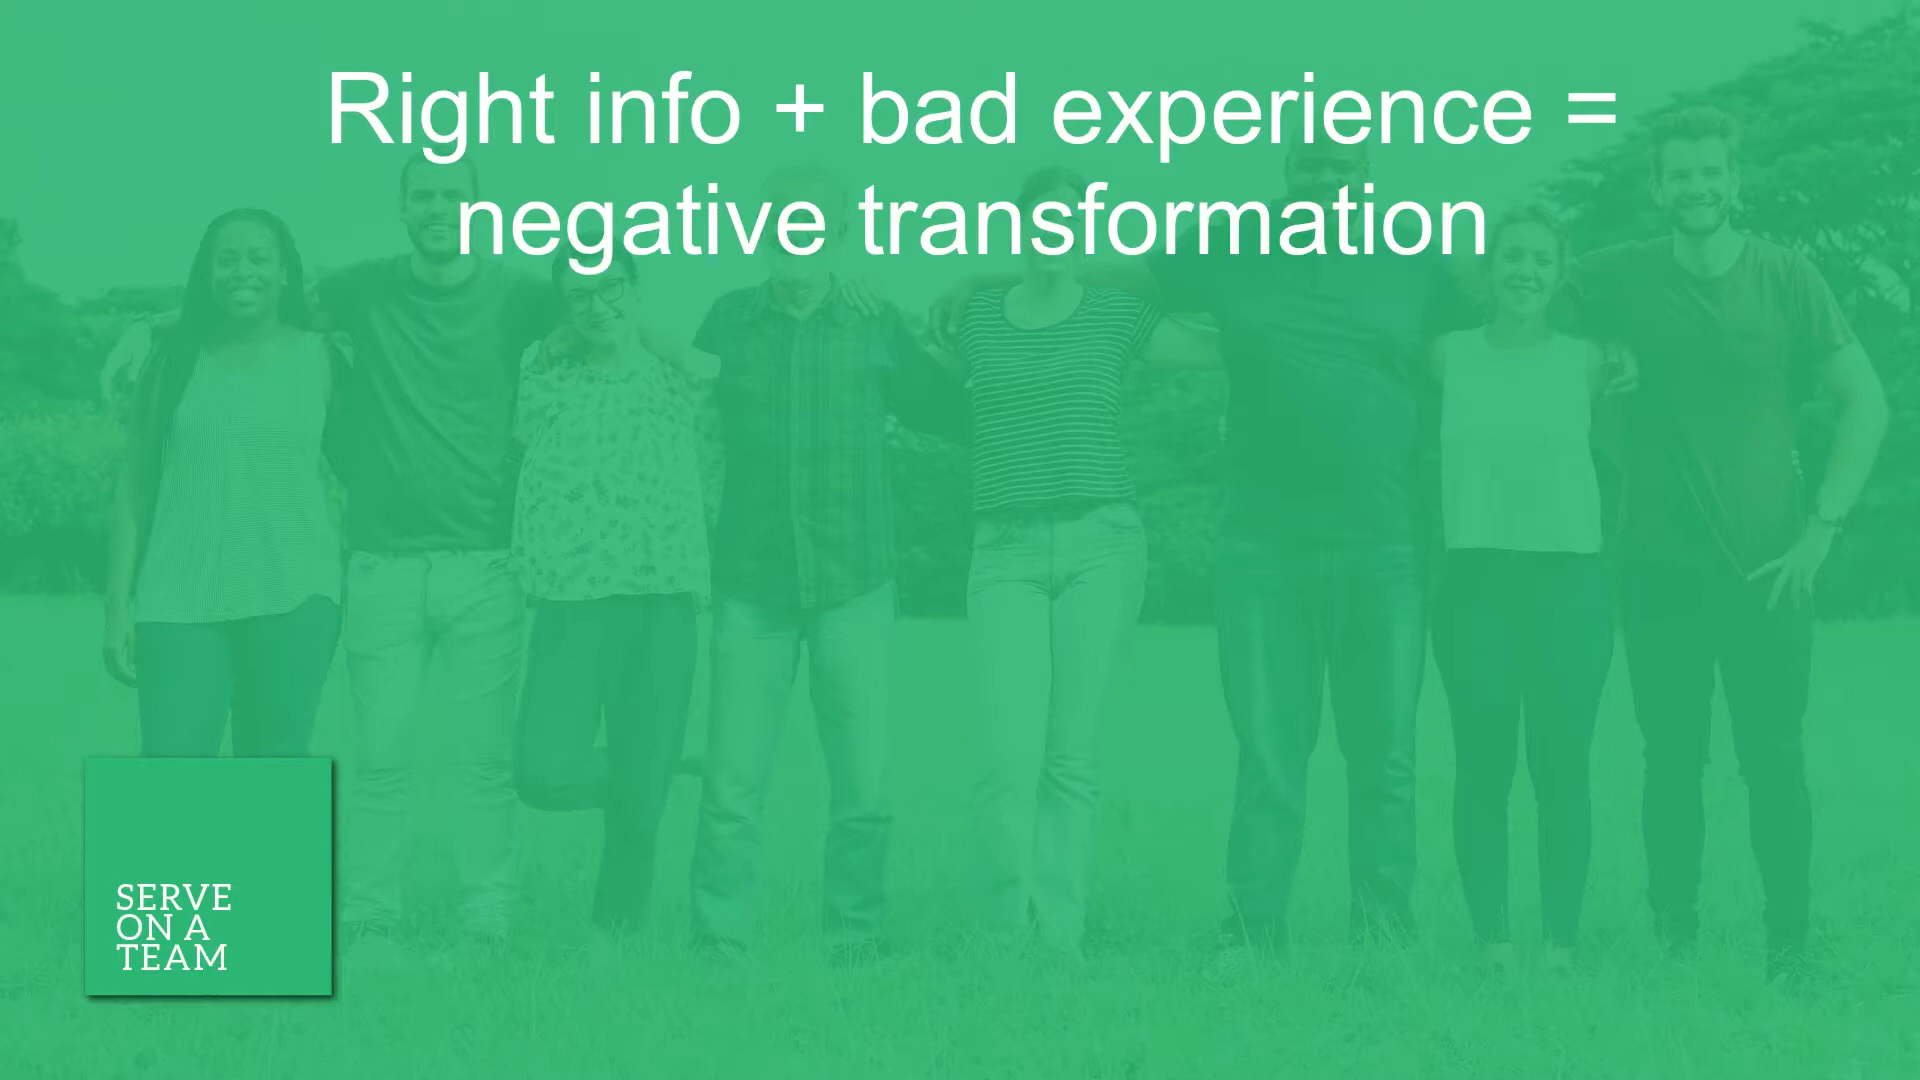 Right info + bad experience =
negative transformation
SERVE
ON A
TEAM